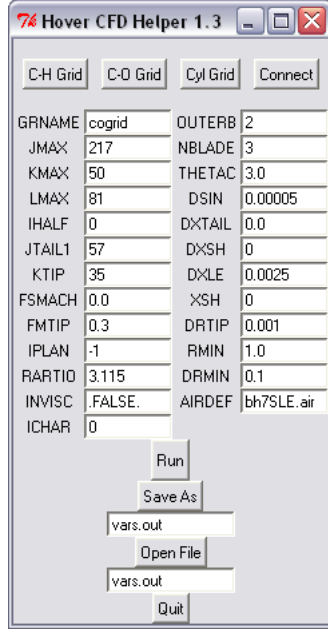 Hover CFD Helper 1.3
C-H Grid C-O Grid Cyl Grid Connect
GRNAME cogrid OUTERB 2
JMAX 217 NBLADE 3
KMAX 50 THETAC 3.0
LMAX 81 DSIN 0.00005
IHALF 0 DXTAIL 0.0
JTAIL1 57 DXSH 0
KTIP 35 DXLE 0.0025
FSMACH 0.0 XSH 0
FMTIP 0.3 DRTIP 0.001
IPLAN -1 RMIN 1.0
RARTIO 3.115 DRMIN 0.1
INVISC .FALSE. AIRDEF bh7SLE.air
ICHAR 0
Run
Save As
vars.out
Open File
vars.out
Quit